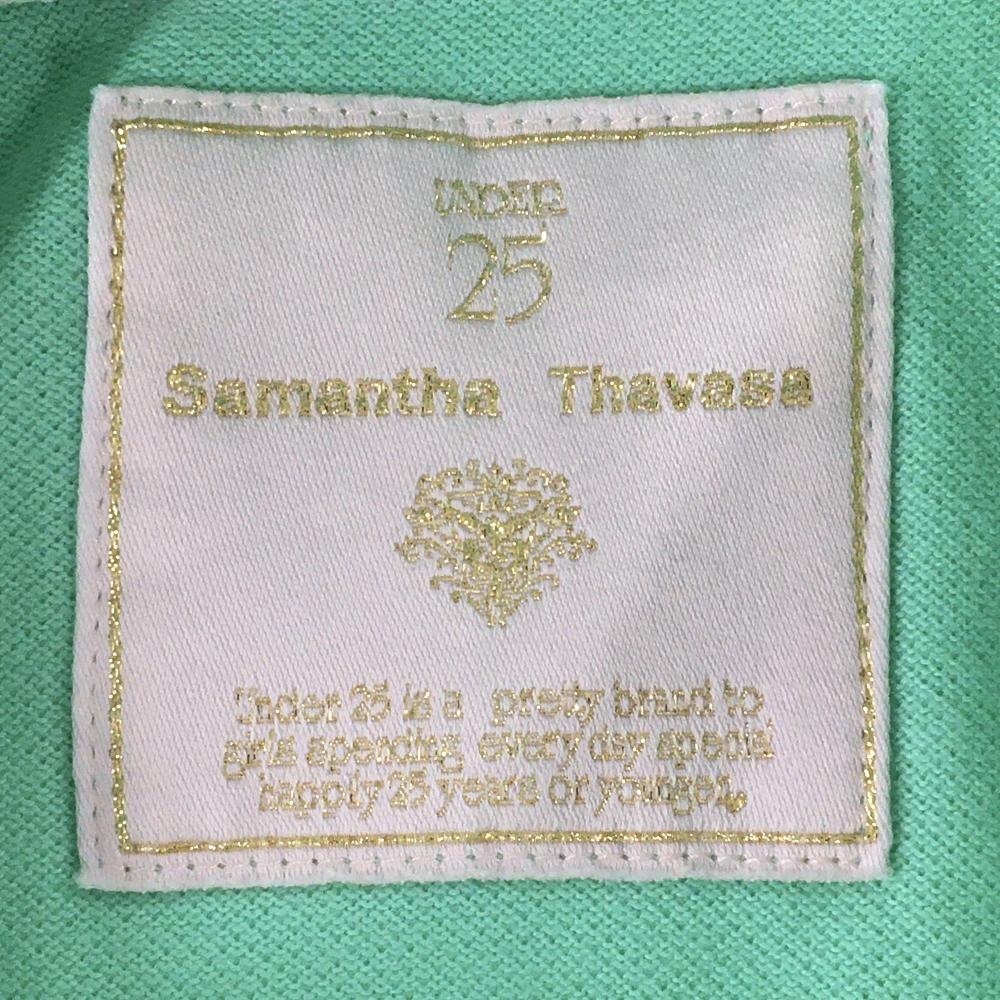 UNDER
25
Samantha Thavasa
Under 25 is a pretty brand to
girls spending every day special
happily 25 years or younger.